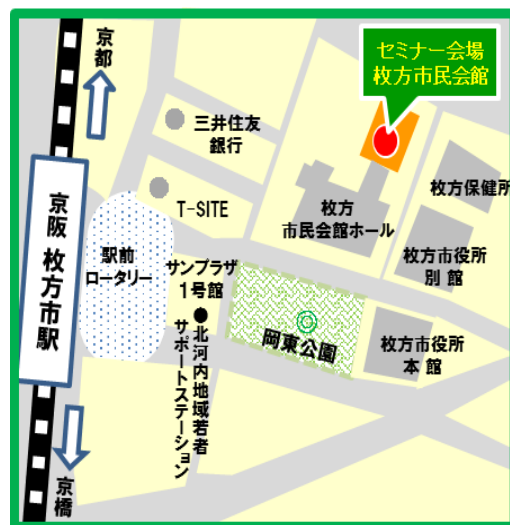 セミナー会場
枚方市民会館
京都
三井住友
銀行
枚方保健所
T-SITE
枚方
市民会館ホール
京阪 枚方市駅
駅前
ロータリー
サンプラザ
1号館
枚方市役所
別 館
●北河内地域若者
サポートステーション
岡東公園
枚方市役所
本 館
京橋